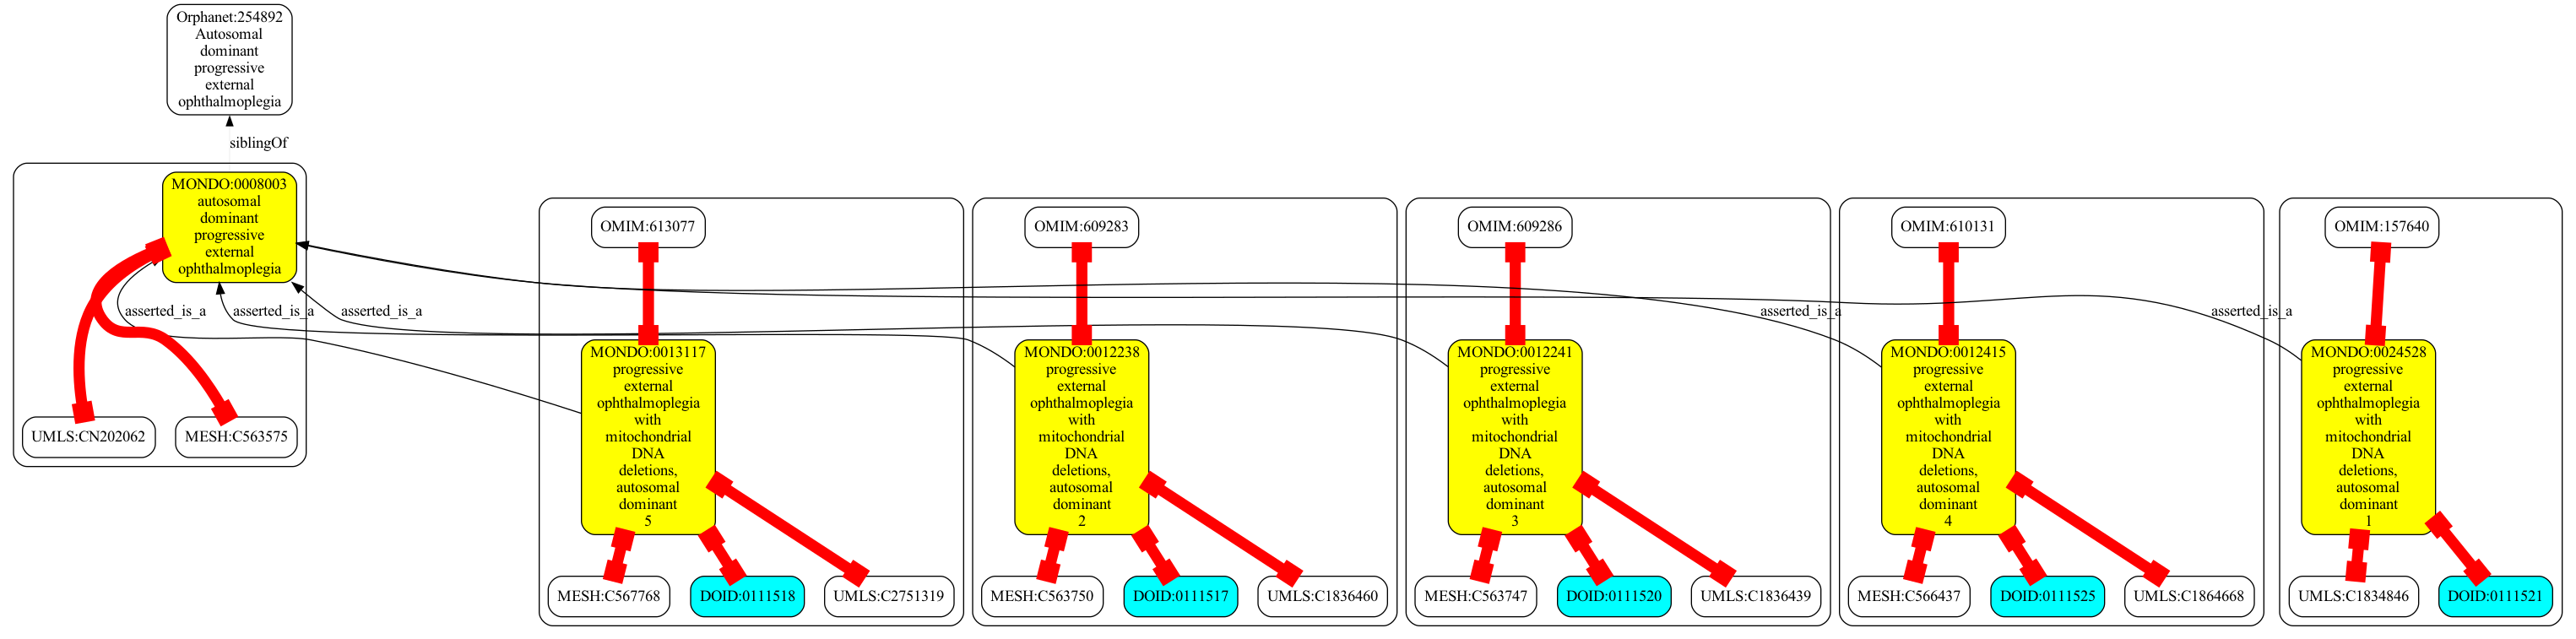 Orphanet:254892
Autosomal
dominant
progressive
external
ophthalmoplegia
siblingOf
MONDO:0008003
autosomal
dominant
progressive
external
ophthalmoplegia
asserted_is_a
asserted_is_a
asserted_is_a
asserted_is_a
asserted_is_a
UMLS:CN202062
MESH:C563575
OMIM:613077
MONDO:0013117
progressive
external
ophthalmoplegia
with
mitochondrial
DNA
deletions,
autosomal
dominant
5
MESH:C567768
DOID:0111518
UMLS:C2751319
OMIM:609283
MONDO:0012238
progressive
external
ophthalmoplegia
with
mitochondrial
DNA
deletions,
autosomal
dominant
2
MESH:C563750
DOID:0111517
UMLS:C1836460
OMIM:609286
MONDO:0012241
progressive
external
ophthalmoplegia
with
mitochondrial
DNA
deletions,
autosomal
dominant
3
MESH:C563747
DOID:0111520
UMLS:C1836439
OMIM:610131
MONDO:0012415
progressive
external
ophthalmoplegia
with
mitochondrial
DNA
deletions,
autosomal
dominant
4
MESH:C566437
DOID:0111525
UMLS:C1864668
OMIM:157640
MONDO:0024528
progressive
external
ophthalmoplegia
with
mitochondrial
DNA
deletions,
autosomal
dominant
1
UMLS:C1834846
DOID:0111521